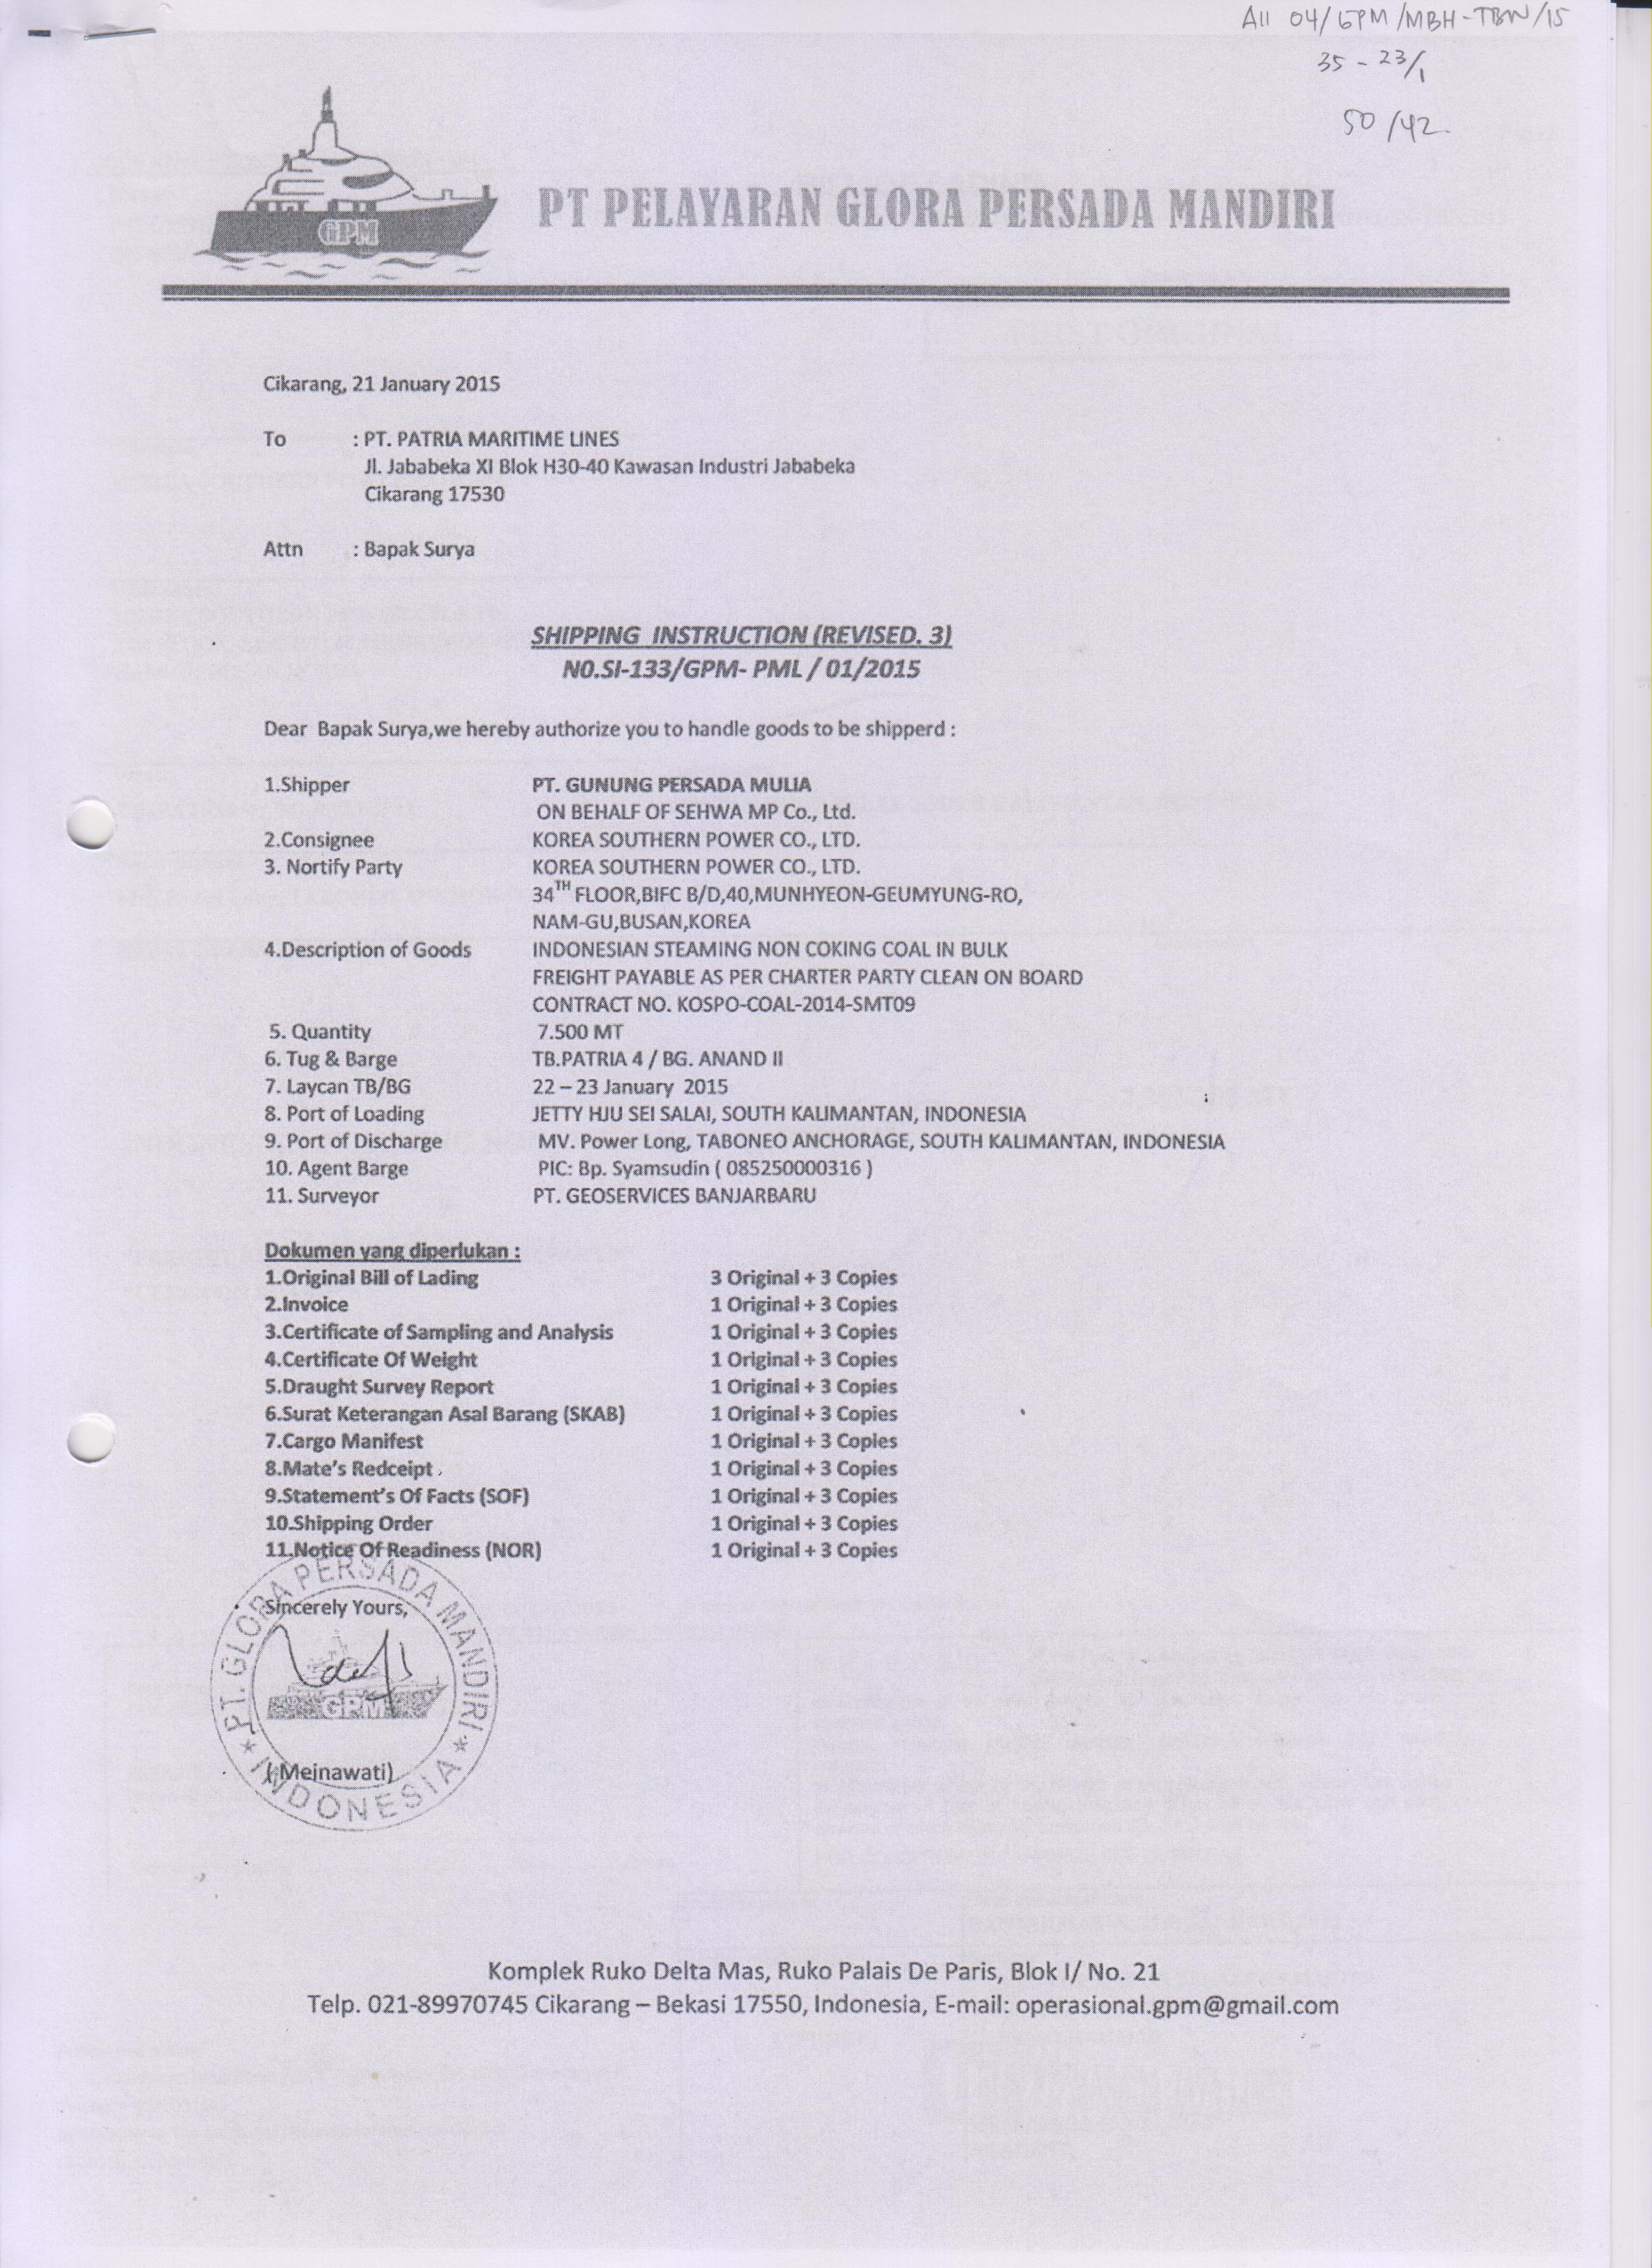 AII 04/GPM/MBH-TBN/15
35 - 23/1
50/42
GPM
PT PELAYARAN GLORA PERSADA MANDIRI
Cikarang, 21 January 2015
To : PT. PATRIA MARITIME LINES
Jl. Jababeka XI Blok H30-40 Kawasan Industri Jababeka
Cikarang 17530
Attn : Bapak Surya
SHIPPING INSTRUCTION (REVISED. 3)
N0.SI-133/GPM- PML / 01/2015
Dear Bapak Surya,we hereby authorize you to handle goods to be shipperd :
1.Shipper PT. GUNUNG PERSADA MULIA
ON BEHALF OF SEHWA MP Co., Ltd.
2.Consignee KOREA SOUTHERN POWER CO., LTD.
3. Nortify Party KOREA SOUTHERN POWER CO., LTD.
34TH FLOOR,BIFC B/D,40,MUNHYEON-GEUMYUNG-RO,
NAM-GU,BUSAN,KOREA
4.Description of Goods INDONESIAN STEAMING NON COKING COAL IN BULK
FREIGHT PAYABLE AS PER CHARTER PARTY CLEAN ON BOARD
CONTRACT NO. KOSPO-COAL-2014-SMT09
5. Quantity 7.500 MT
6. Tug & Barge TB.PATRIA 4 / BG. ANAND II
7. Laycan TB/BG 22 – 23 January 2015
8. Port of Loading JETTY HJU SEI SALAI, SOUTH KALIMANTAN, INDONESIA
9. Port of Discharge MV. Power Long, TABONEO ANCHORAGE, SOUTH KALIMANTAN, INDONESIA
10. Agent Barge PIC: Bp. Syamsudin ( 085250000316 )
11. Surveyor PT. GEOSERVICES BANJARBARU
Dokumen yang diperlukan :
1.Original Bill of Lading 3 Original + 3 Copies
2.Invoice 1 Original + 3 Copies
3.Certificate of Sampling and Analysis 1 Original + 3 Copies
4.Certificate Of Weight 1 Original + 3 Copies
5.Draught Survey Report 1 Original + 3 Copies
6.Surat Keterangan Asal Barang (SKAB) 1 Original + 3 Copies
7.Cargo Manifest 1 Original + 3 Copies
8.Mate's Redceipt 1 Original + 3 Copies
9.Statement's Of Facts (SOF) 1 Original + 3 Copies
10.Shipping Order 1 Original + 3 Copies
11.Notice Of Readiness (NOR) 1 Original + 3 Copies
Sincerely Yours,
PT. GLORA PERSADA MANDIRI
GPM
INDONESIA
( Meinawati)
Komplek Ruko Delta Mas, Ruko Palais De Paris, Blok I/ No. 21
Telp. 021-89970745 Cikarang – Bekasi 17550, Indonesia, E-mail: operasional.gpm@gmail.com